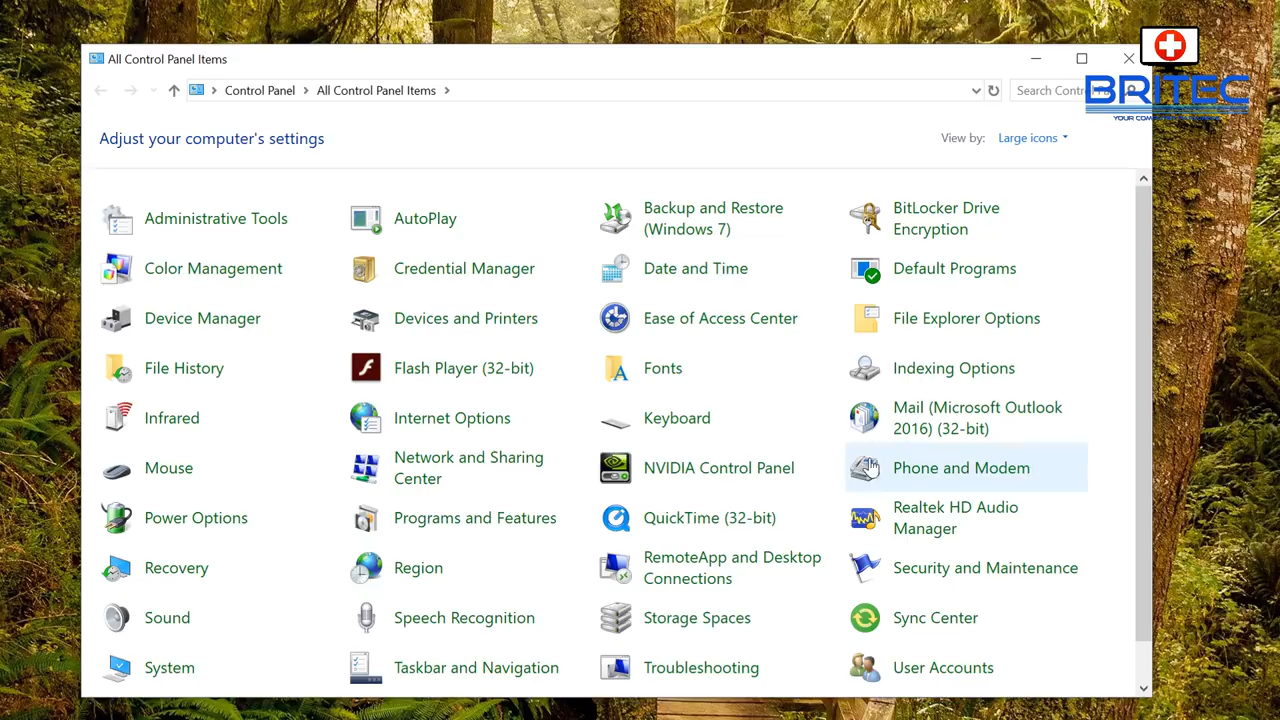 All Control Panel Items
Control Panel
All Control Panel Items
Search Cont
BRITEC
Adjust your computer's settings
View by:
Large icons
Administrative Tools
AutoPlay
Backup and Restore
(Windows 7)
BitLocker Drive
Encryption
Color Management
Credential Manager
Date and Time
Default Programs
Device Manager
Devices and Printers
Ease of Access Center
File Explorer Options
File History
Flash Player (32-bit)
Fonts
Indexing Options
Infrared
Internet Options
Keyboard
Mail (Microsoft Outlook
2016) (32-bit)
Mouse
Network and Sharing
Center
NVIDIA Control Panel
Phone and Modem
Power Options
Programs and Features
QuickTime (32-bit)
Realtek HD Audio
Manager
Recovery
Region
RemoteApp and Desktop
Connections
Security and Maintenance
Sound
Speech Recognition
Storage Spaces
Sync Center
System
Taskbar and Navigation
Troubleshooting
User Accounts